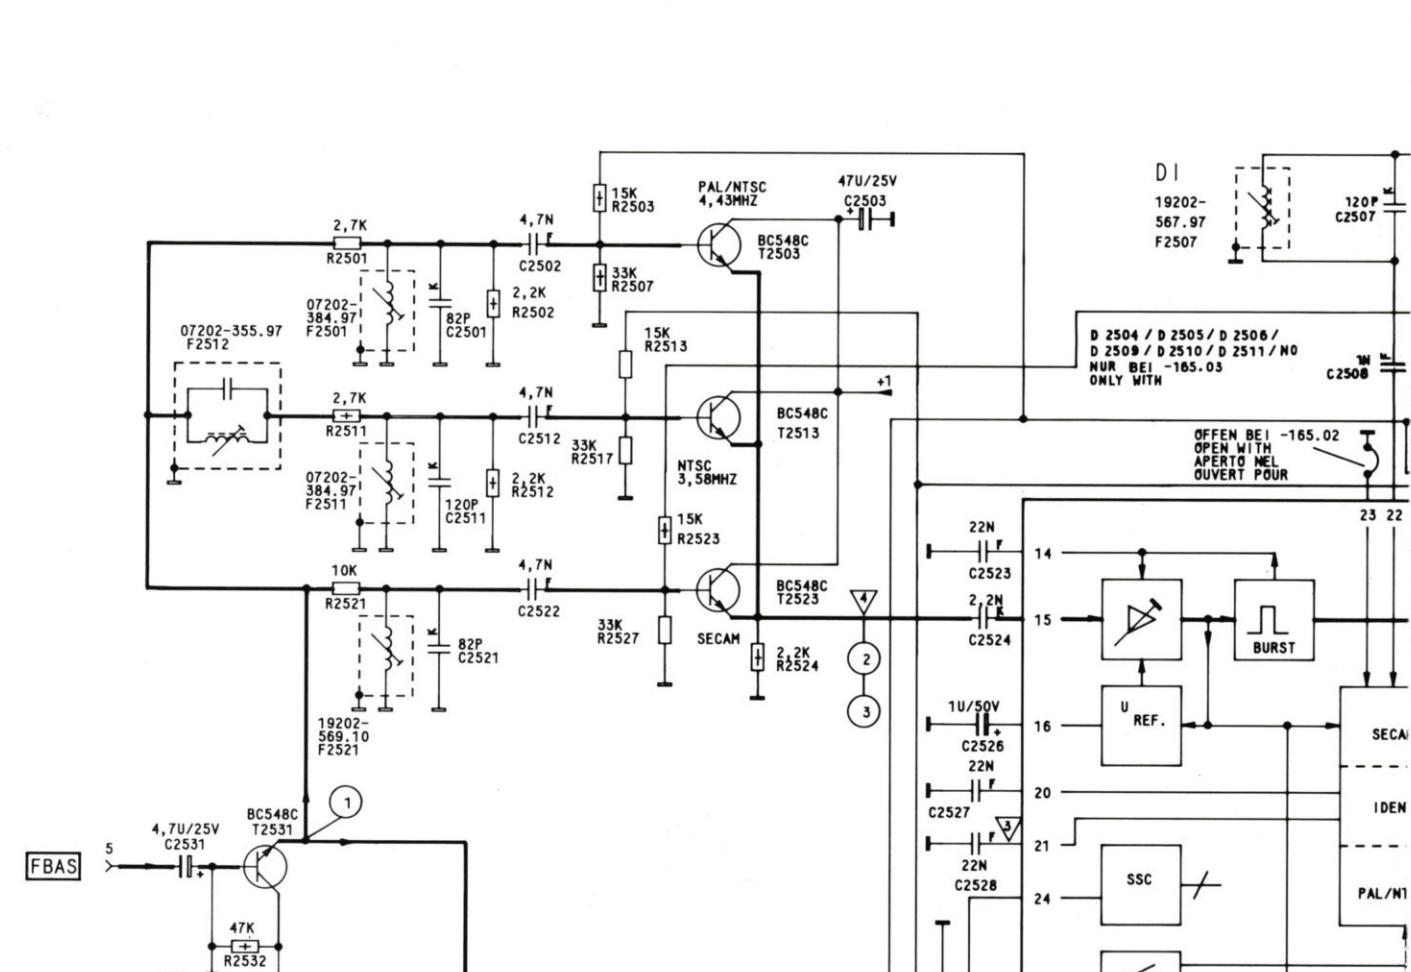 PAL/NTSC
4,43MHZ
47U/25V
C2503
+
15K
R2503
4,7N
F
C2502
2,7K
R2501
BC548C
T2503
33K
R2507
DI
19202-
567.97
F2507
K
120P
C2507
07202-
384.97
F2501
K
82P
C2501
2,2K
R2502
07202-355.97
F2512
15K
R2513
D 2504 / D 2505 / D 2506 /
D 2509 / D 2510 / D 2511 / NO
NUR BEI -165.03
ONLY WITH
1N
F
C2508
2,7K
R2511
4,7N
F
C2512
33K
R2517
+1
BC548C
T2513
NTSC
3,58MHZ
OFFEN BEI -165.02
OPEN WITH
APERTO NEL
OUVERT POUR
07202-
384.97
F2511
K
120P
C2511
2,2K
R2512
23 22
15K
R2523
22N
F
C2523
14
10K
R2521
4,7N
F
C2522
BC548C
T2523
SECAM
33K
R2527
4
2
3
2,2K
R2524
2,2N
K
C2524
15
BURST
K
82P
C2521
19202-
569.10
F2521
1U/50V
+
C2526
16
U
REF.
SECA
22N
F
C2527
20
IDEN
3
F
22N
C2528
21
SSC
24
PAL/NT
1
BC548C
T2531
4,7U/25V
C2531
+
5
FBAS
47K
R2532